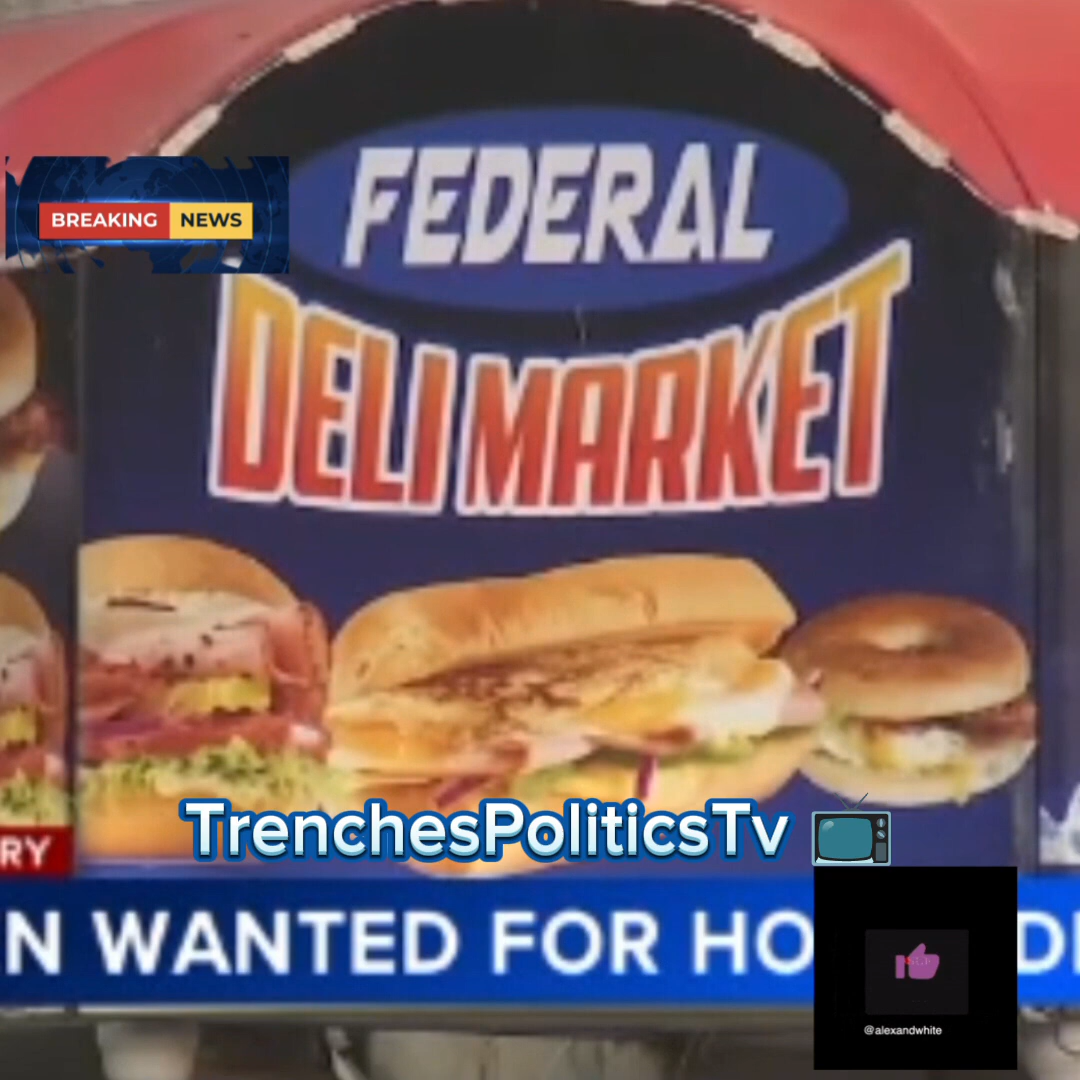 FEDERAL
BREAKING NEWS
DELI MARKET
TrenchesPoliticsTv
RY
N WANTED FOR HO
D
@alexandwhite